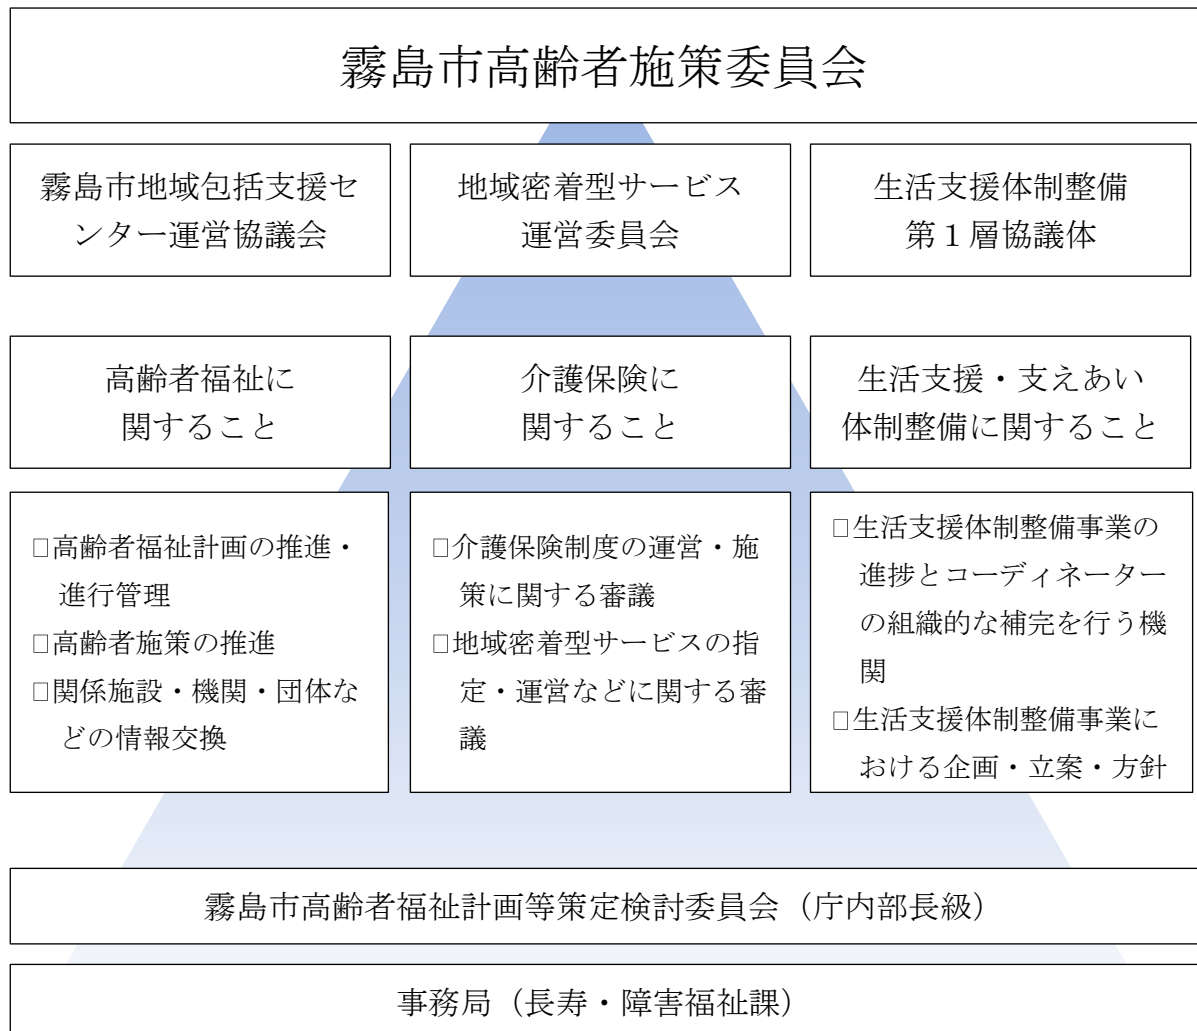 霧島市高齢者施策委員会
霧島市地域包括支援セ
ンター運営協議会
地域密着型サービス
運営委員会
生活支援体制整備
第１層協議体
高齢者福祉に
関すること
介護保険に
関すること
生活支援・支えあい
体制整備に関すること
□高齢者福祉計画の推進・
進行管理
□高齢者施策の推進
□関係施設・機関・団体な
どの情報交換
□介護保険制度の運営・施
策に関する審議
□地域密着型サービスの指
定・運営などに関する審
議
□生活支援体制整備事業の
進捗とコーディネーター
の組織的な補完を行う機
関
□生活支援体制整備事業に
おける企画・立案・方針
霧島市高齢者福祉計画等策定検討委員会（庁内部長級）
事務局（長寿・障害福祉課）